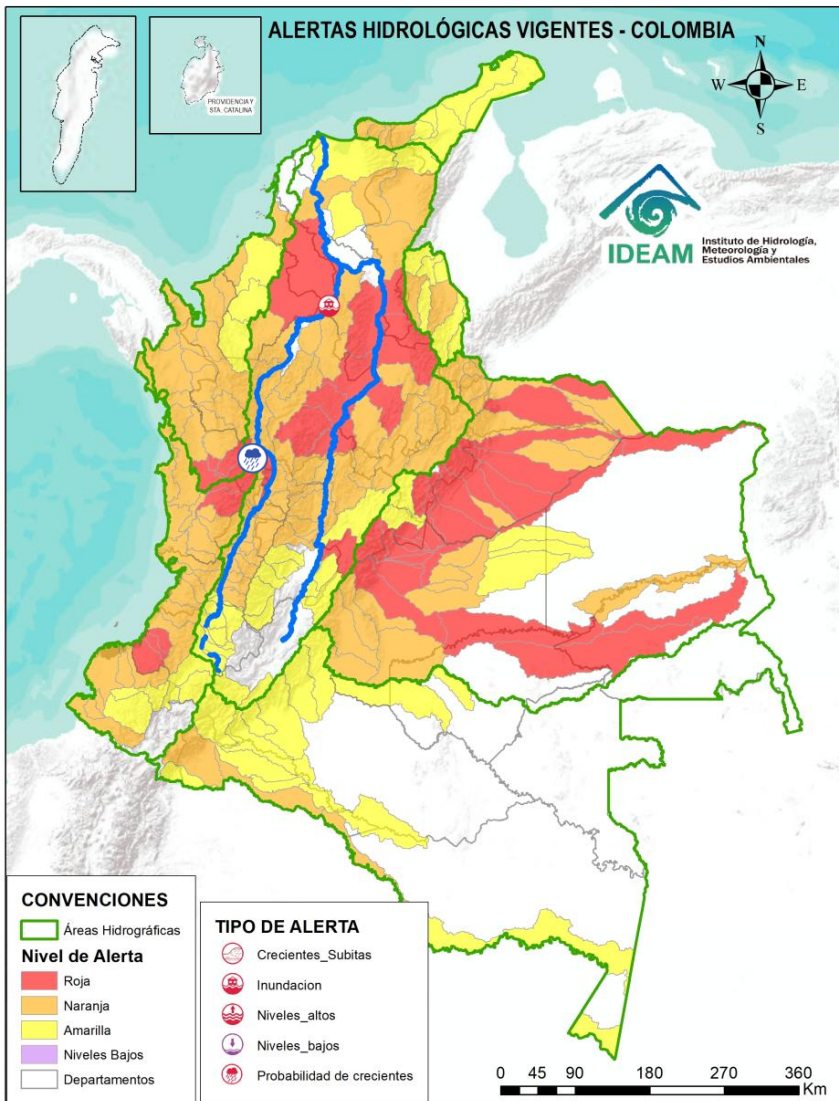 ALERTAS HIDROLÓGICAS VIGENTES - COLOMBIA
PROVIDENCIA Y
STA. CATALINA
N
W
E
S
IDEAM
Instituto de Hidrología,
Meteorología y
Estudios Ambientales
CONVENCIONES
Áreas Hidrográficas
Nivel de Alerta
Roja
Naranja
Amarilla
Niveles Bajos
Departamentos
TIPO DE ALERTA
Crecientes_Subitas
Inundacion
Niveles_altos
Niveles_bajos
Probabilidad de crecientes
0 45 90 180 270 360
Km